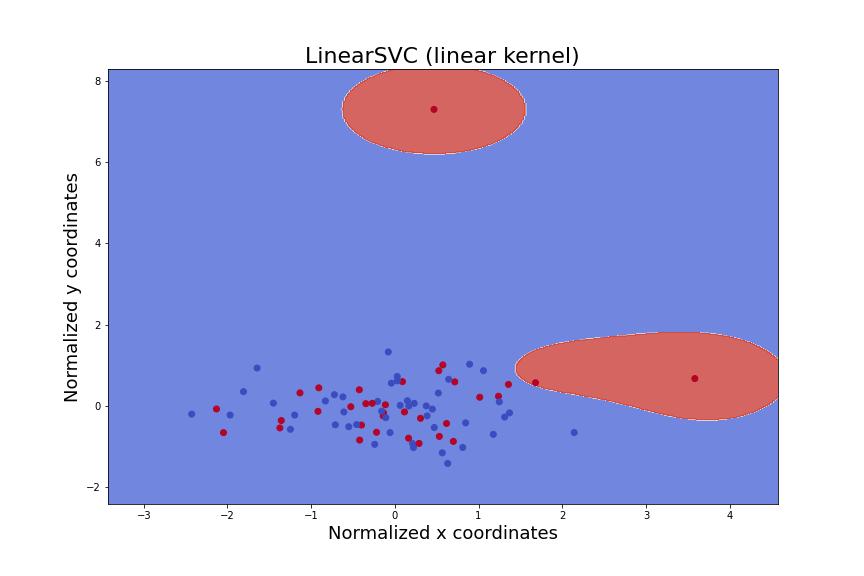 LinearSVC (linear kernel)
8
6
4
2
0
−2
Normalized y coordinates
−3 −2 −1 0 1 2 3 4
Normalized x coordinates